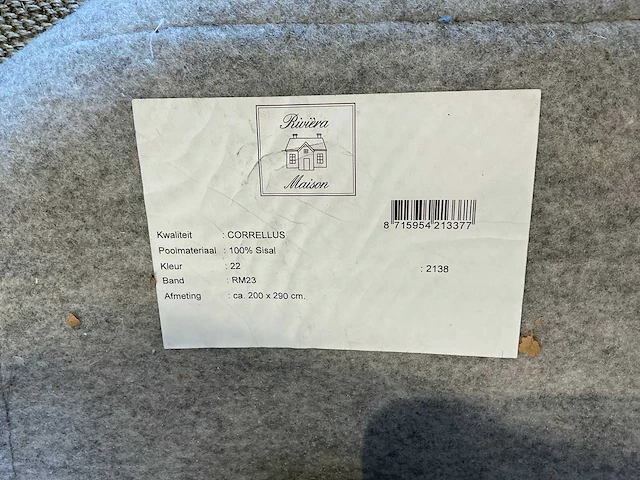 Rivièra
Maison
8 715954 213377
Kwaliteit : CORRELLUS
Poolmateriaal : 100% Sisal
Kleur : 22 : 2138
Band : RM23
Afmeting : ca. 200 x 290 cm.